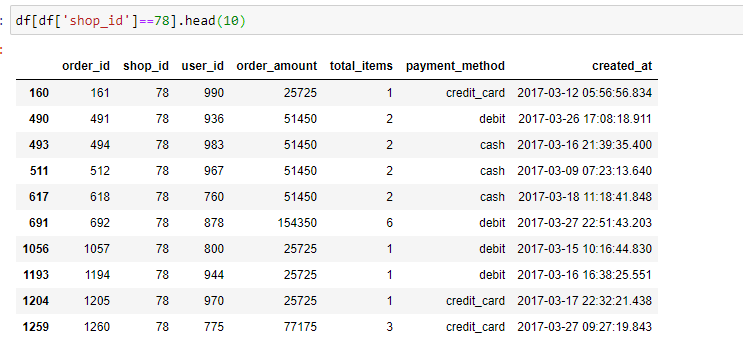 : df[df['shop_id']==78].head(10)
:
order_id shop_id user_id order_amount total_items payment_method created_at
160 161 78 990 25725 1 credit_card 2017-03-12 05:56:56.834
490 491 78 936 51450 2 debit 2017-03-26 17:08:18.911
493 494 78 983 51450 2 cash 2017-03-16 21:39:35.400
511 512 78 967 51450 2 cash 2017-03-09 07:23:13.640
617 618 78 760 51450 2 cash 2017-03-18 11:18:41.848
691 692 78 878 154350 6 debit 2017-03-27 22:51:43.203
1056 1057 78 800 25725 1 debit 2017-03-15 10:16:44.830
1193 1194 78 944 25725 1 debit 2017-03-16 16:38:25.551
1204 1205 78 970 25725 1 credit_card 2017-03-17 22:32:21.438
1259 1260 78 775 77175 3 credit_card 2017-03-27 09:27:19.843